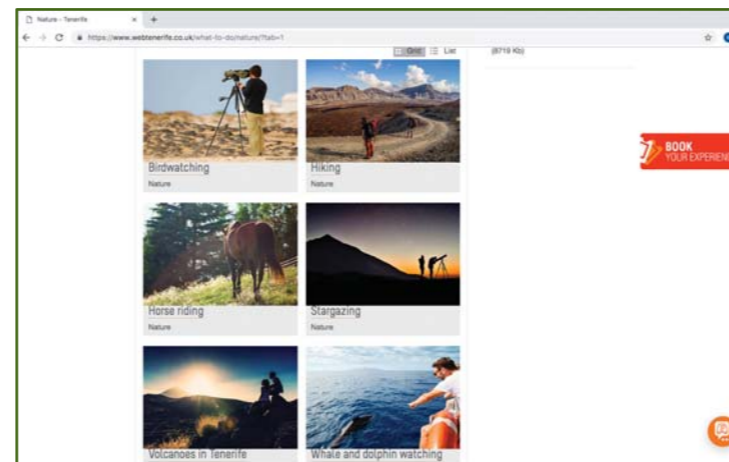 Nature - Tenerife
https://www.webtenerife.co.uk/what-to-do/nature/?tab=1
Grid
List
(8719 Kb)
Birdwatching
Nature
Hiking
Nature
BOOK
YOUR EXPERIENC
Horse riding
Nature
Stargazing
Nature
Volcanoes in Tenerife
Whale and dolphin watching